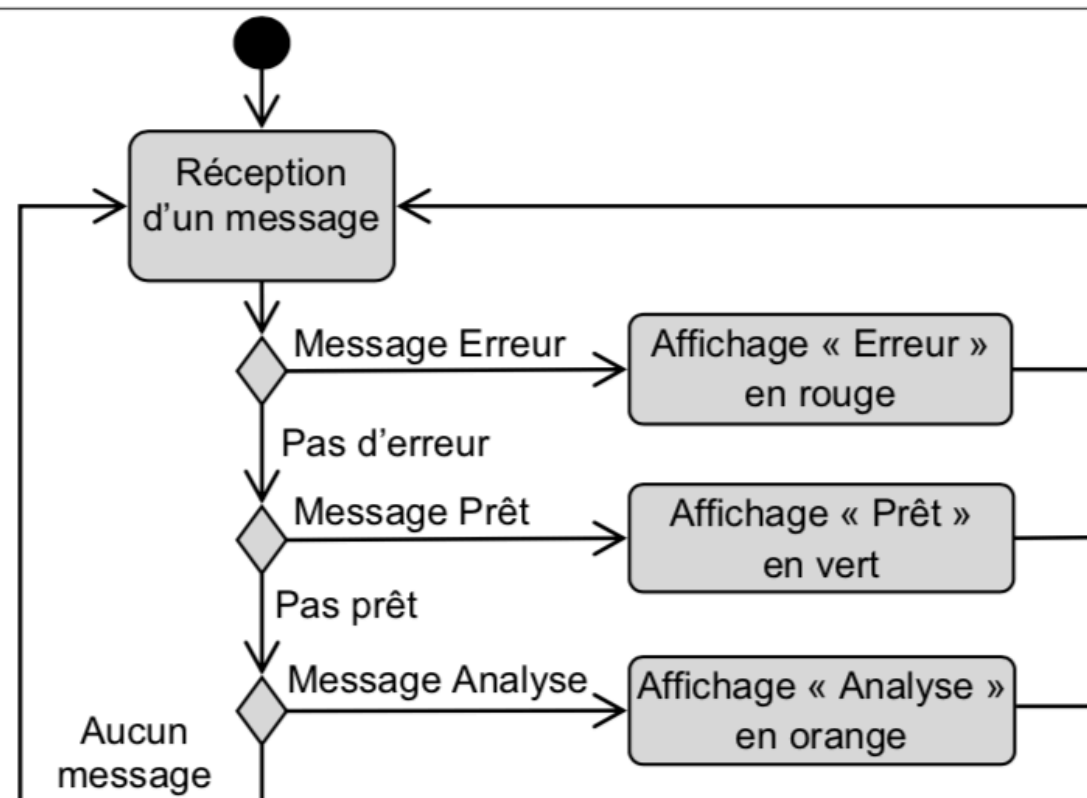 Réception
d’un message
Message Erreur
Affichage « Erreur »
en rouge
Pas d’erreur
Message Prêt
Affichage « Prêt »
en vert
Pas prêt
Message Analyse
Affichage « Analyse »
en orange
Aucun
message